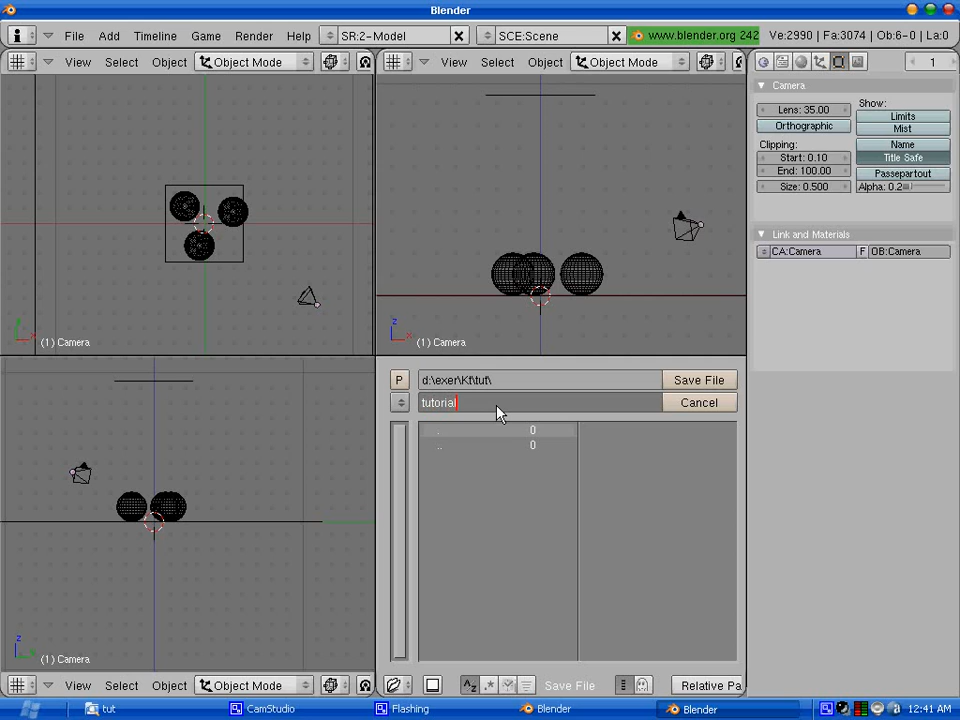 Blender
File Add Timeline Game Render Help SR:2-Model SCE:Scene www.blender.org 242 Ve:2990 | Fa:3074 | Ob:6-0 | La:0
View Select Object Object Mode
View Select Object Object Mode
1
Camera
Lens: 35.00
Orthographic
Clipping:
Start: 0.10
End: 100.00
Size: 0.500
Show:
Limits
Mist
Name
Title Safe
Passepartout
Alpha: 0.2
Link and Materials
CA:Camera F OB:Camera
(1) Camera
z
x
(1) Camera
P d:\exer\Kf\tut\ Save File
tutorial Cancel
. 0
.. 0
z
(1) Camera
View Select Object Object Mode
Save File Relative Pa
tut CamStudio Flashing Blender Blender 12:41 AM